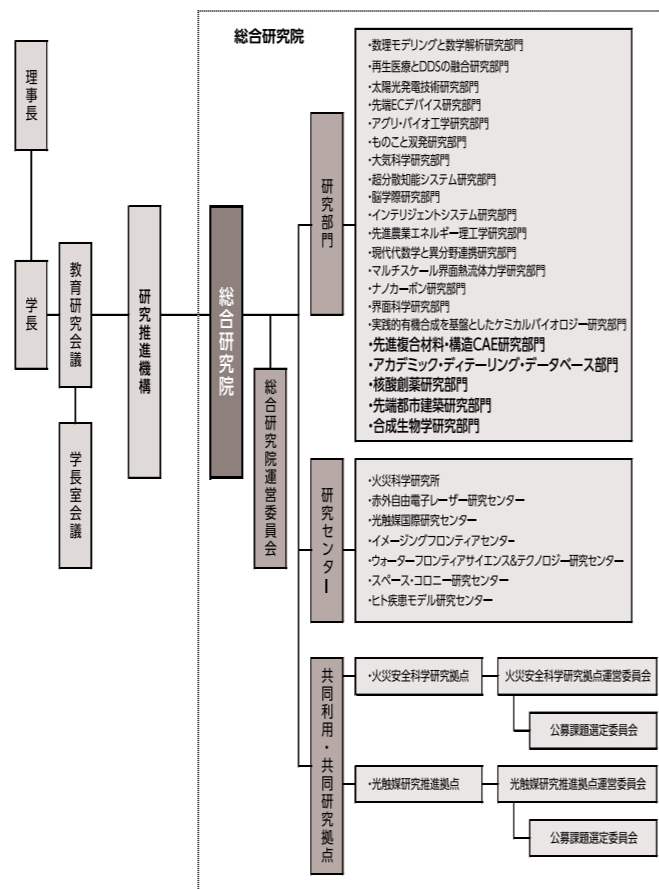 総合研究院
理事長
学長
教育研究会議
学長室会議
研究推進機構
総合研究院
総合研究院運営委員会
研究部門
・数理モデリングと数学解析研究部門
・再生医療とDDSの融合研究部門
・太陽光発電技術研究部門
・先端ECデバイス研究部門
・アグリ・バイオ工学研究部門
・ものこと双発研究部門
・大気科学研究部門
・超分散知能システム研究部門
・脳学際研究部門
・インテリジェントシステム研究部門
・先進農業エネルギー理工学研究部門
・現代代数学と異分野連携研究部門
・マルチスケール界面熱流体力学研究部門
・ナノカーボン研究部門
・界面科学研究部門
・実践的有機合成を基盤としたケミカルバイオロジー研究部門
・先進複合材料・構造CAE研究部門
・アカデミック・ディテーリング・データベース部門
・核酸創薬研究部門
・先端都市建築研究部門
・合成生物学研究部門
研究センター
・火災科学研究所
・赤外自由電子レーザー研究センター
・光触媒国際研究センター
・イメージングフロンティアセンター
・ウォーターフロンティアサイエンス&テクノロジー研究センター
・スペース・コロニー研究センター
・ヒト疾患モデル研究センター
共同利用・共同研究拠点
・火災安全科学研究拠点
火災安全科学研究拠点運営委員会
公募課題選定委員会
・光触媒研究推進拠点
光触媒研究推進拠点運営委員会
公募課題選定委員会